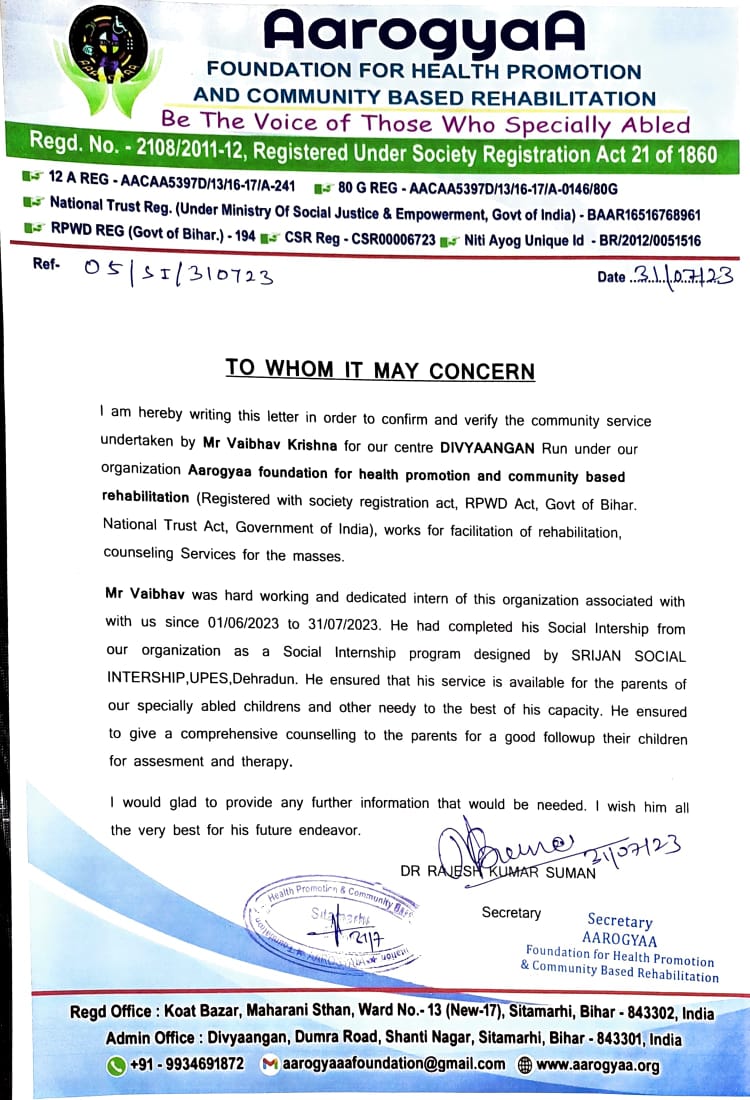 AarogyaA
FOUNDATION FOR HEALTH PROMOTION
AND COMMUNITY BASED REHABILITATION
Be The Voice of Those Who Specially Abled
Regd. No. - 2108/2011-12, Registered Under Society Registration Act 21 of 1860
12 A REG - AACAA5397D/13/16-17/A-241 80 G REG - AACAA5397D/13/16-17/A-0146/80G
National Trust Reg. (Under Ministry Of Social Justice & Empowerment, Govt of India) - BAAR16516768961
RPWD REG (Govt of Bihar.) - 194 CSR Reg - CSR00006723 Niti Ayog Unique Id - BR/2012/0051516
Ref- 05/SI/310723 Date 31/07/23
TO WHOM IT MAY CONCERN
I am hereby writing this letter in order to confirm and verify the community service
undertaken by Mr Vaibhav Krishna for our centre DIVYAANGAN Run under our
organization Aarogyaa foundation for health promotion and community based
rehabilitation (Registered with society registration act, RPWD Act, Govt of Bihar.
National Trust Act, Government of India), works for facilitation of rehabilitation,
counseling Services for the masses.
Mr Vaibhav was hard working and dedicated intern of this organization associated with
with us since 01/06/2023 to 31/07/2023. He had completed his Social Intership from
our organization as a Social Internship program designed by SRIJAN SOCIAL
INTERSHIP,UPES,Dehradun. He ensured that his service is available for the parents of
our specially abled childrens and other needy to the best of his capacity. He ensured
to give a comprehensive counselling to the parents for a good followup their children
for assesment and therapy.
I would glad to provide any further information that would be needed. I wish him all
the very best for his future endeavor.
31/07/23
DR RAJESH KUMAR SUMAN
Health Promotion & Community Base
Sitamarhi
31/7
AAROGYAA
Secretary
Secretary
AAROGYAA
Foundation for Health Promotion
& Community Based Rehabilitation
Regd Office : Koat Bazar, Maharani Sthan, Ward No.- 13 (New-17), Sitamarhi, Bihar - 843302, India
Admin Office : Divyaangan, Dumra Road, Shanti Nagar, Sitamarhi, Bihar - 843301, India
+91 - 9934691872 aarogyaaafoundation@gmail.com www.aarogyaa.org